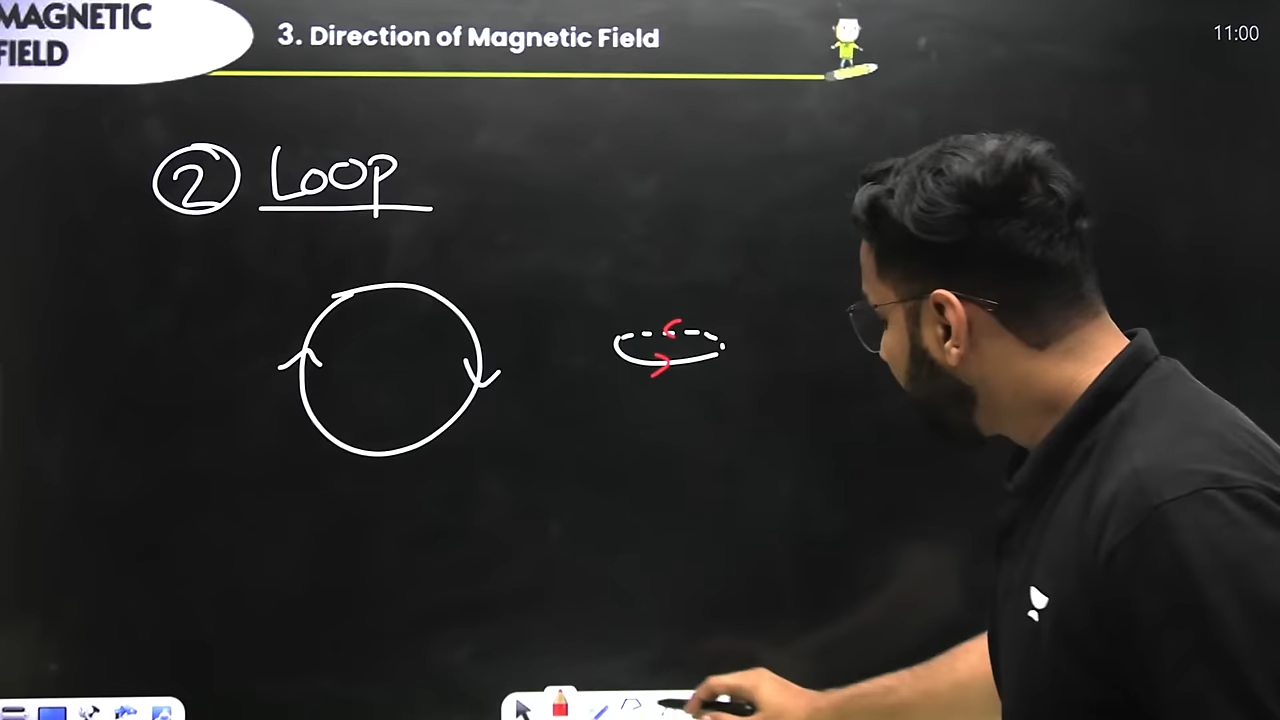 MAGNETIC
FIELD
3. Direction of Magnetic Field
11:00
② Loop